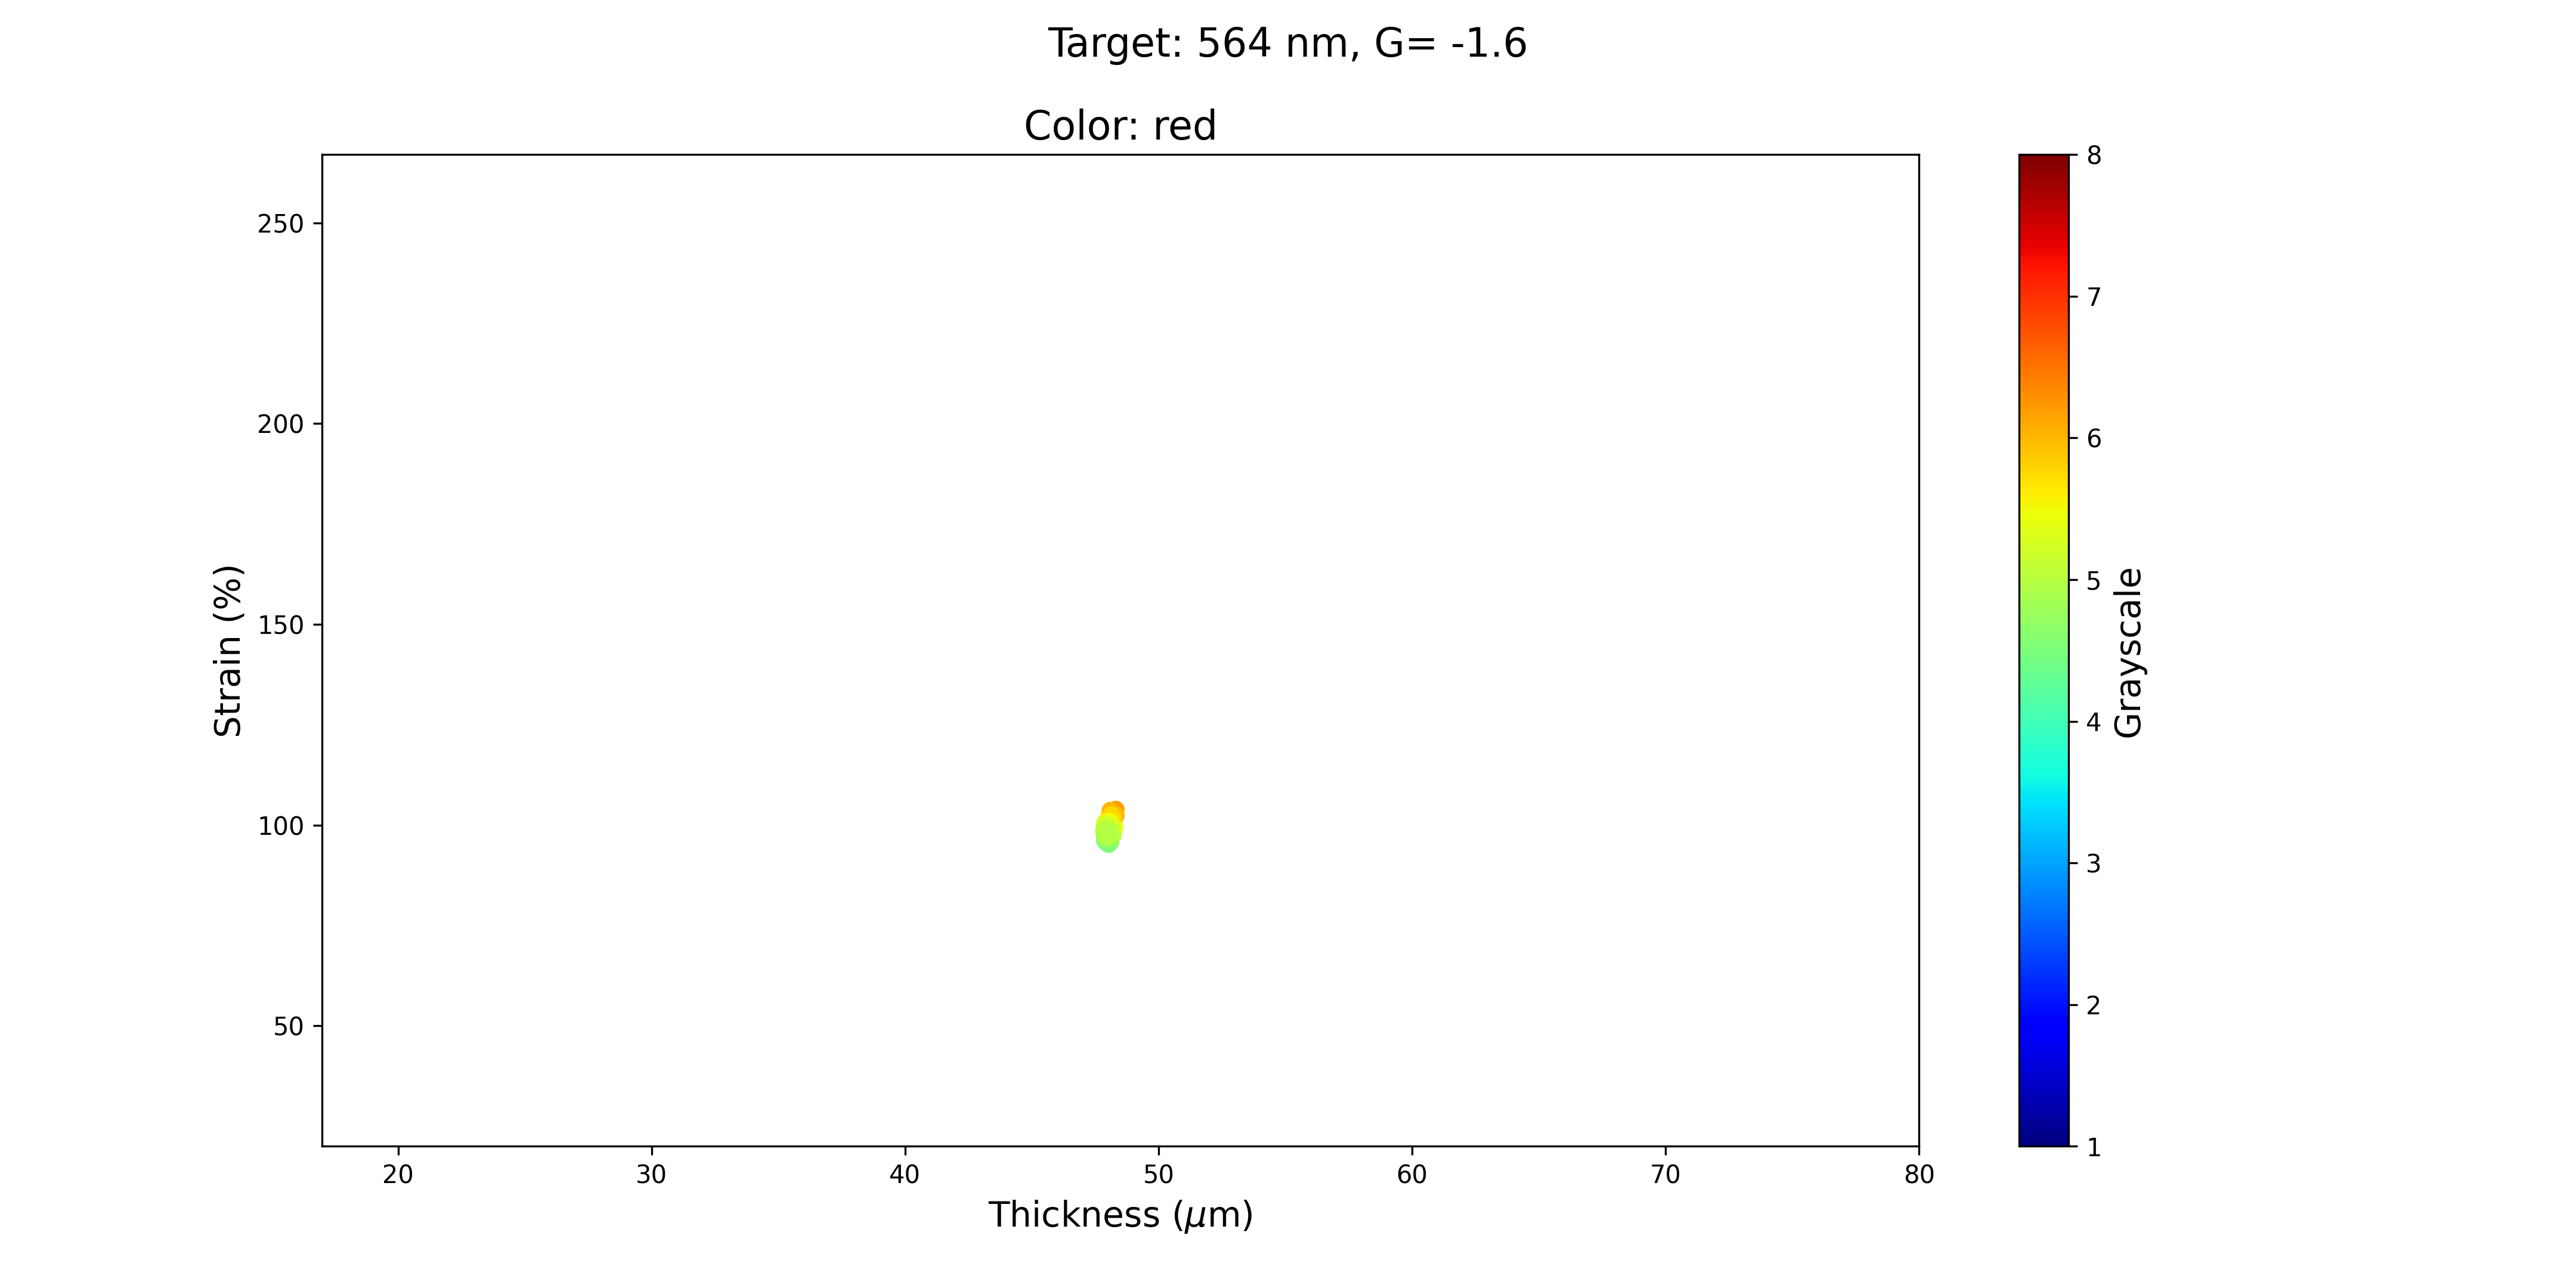 Target: 564 nm, G= -1.6
Color: red
250
200
150
100
50
Strain (%)
20 30 40 50 60 70 80
Thickness (μm)
8
7
6
5
4
3
2
1
Grayscale